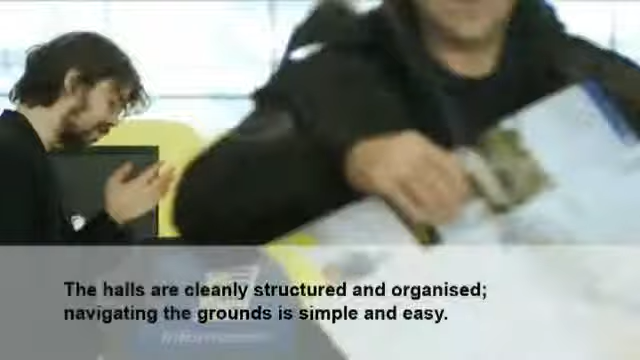 The halls are cleanly structured and organised;
navigating the grounds is simple and easy.